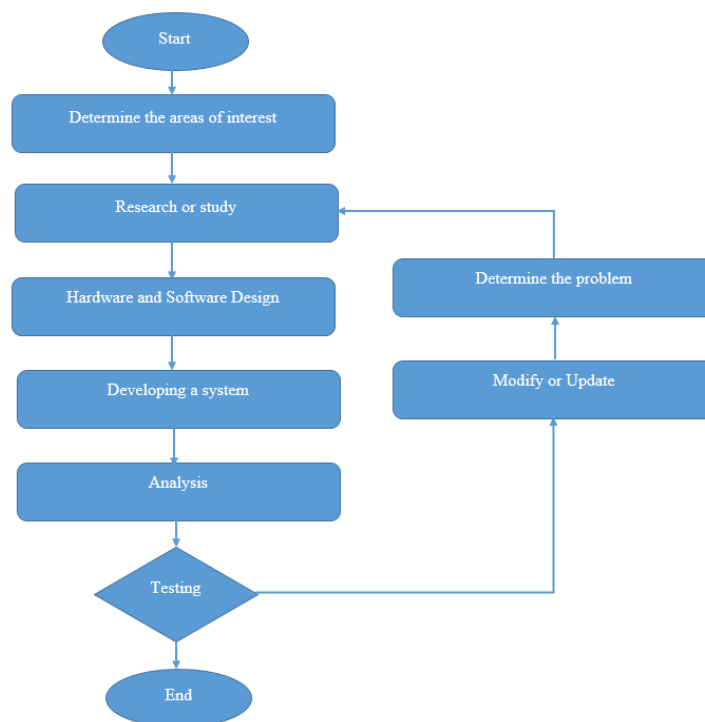 Start
Determine the areas of interest
Research or study
Hardware and Software Design
Determine the problem
Developing a system
Modify or Update
Analysis
Testing
End